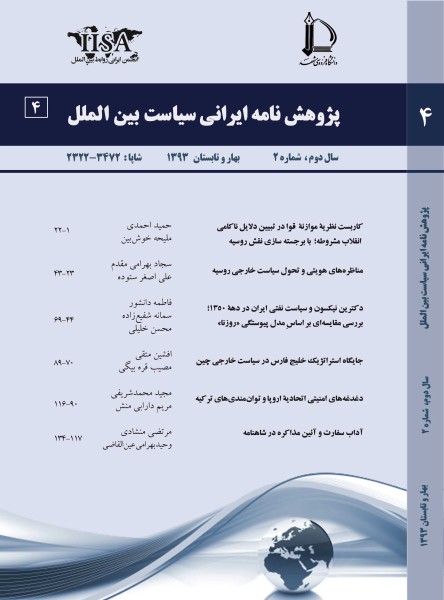 IISA
انجمن ایرانی روابط بین‌الملل
دانشگاه فردوسی مشهد
پژوهش نامه ایرانی سیاست بین الملل
۴
۴
سال دوم، شماره ۲ بهار و تابستان ۱۳۹۳ شاپا: ۳۴۷۲-۲۳۲۲
کاربست نظریهٔ موازنهٔ قوا در تبیین دلایل ناکامی
انقلاب مشروطه؛ با برجسته سازی نقش روسیه
حمید احمدی
ملیحه خوش‌بین
۱-۲۲
مناظره‌های هویتی و تحول سیاست خارجی روسیه
سجاد بهرامی مقدم
علی اصغر ستوده
۲۳-۴۳
دکترین نیکسون و سیاست نفتی ایران در دههٔ ۱۳۵۰؛
بررسی مقایسه‌ای بر اساس مدل پیوستگی «روزنا»
فاطمه دانشور
سمانه شفیع‌زاده
محسن خلیلی
۴۴-۶۹
جایگاه استراتژیک خلیج فارس در سیاست خارجی چین
افشین متقی
مصیب قره بیگی
۷۰-۸۹
دغدغه‌های امنیتی اتحادیهٔ اروپا و توان‌مندی‌های ترکیه
مجید محمدشریفی
مریم دارابی منش
۹۰-۱۱۶
آداب سفارت و آئین مذاکره در شاهنامه
مرتضی منشادی
وحید بهرامی عین‌القاضی
۱۱۷-۱۳۴
پژوهش نامه ایرانی سیاست بین الملل
سال دوم، شماره ۲
بهار و تابستان ۱۳۹۳